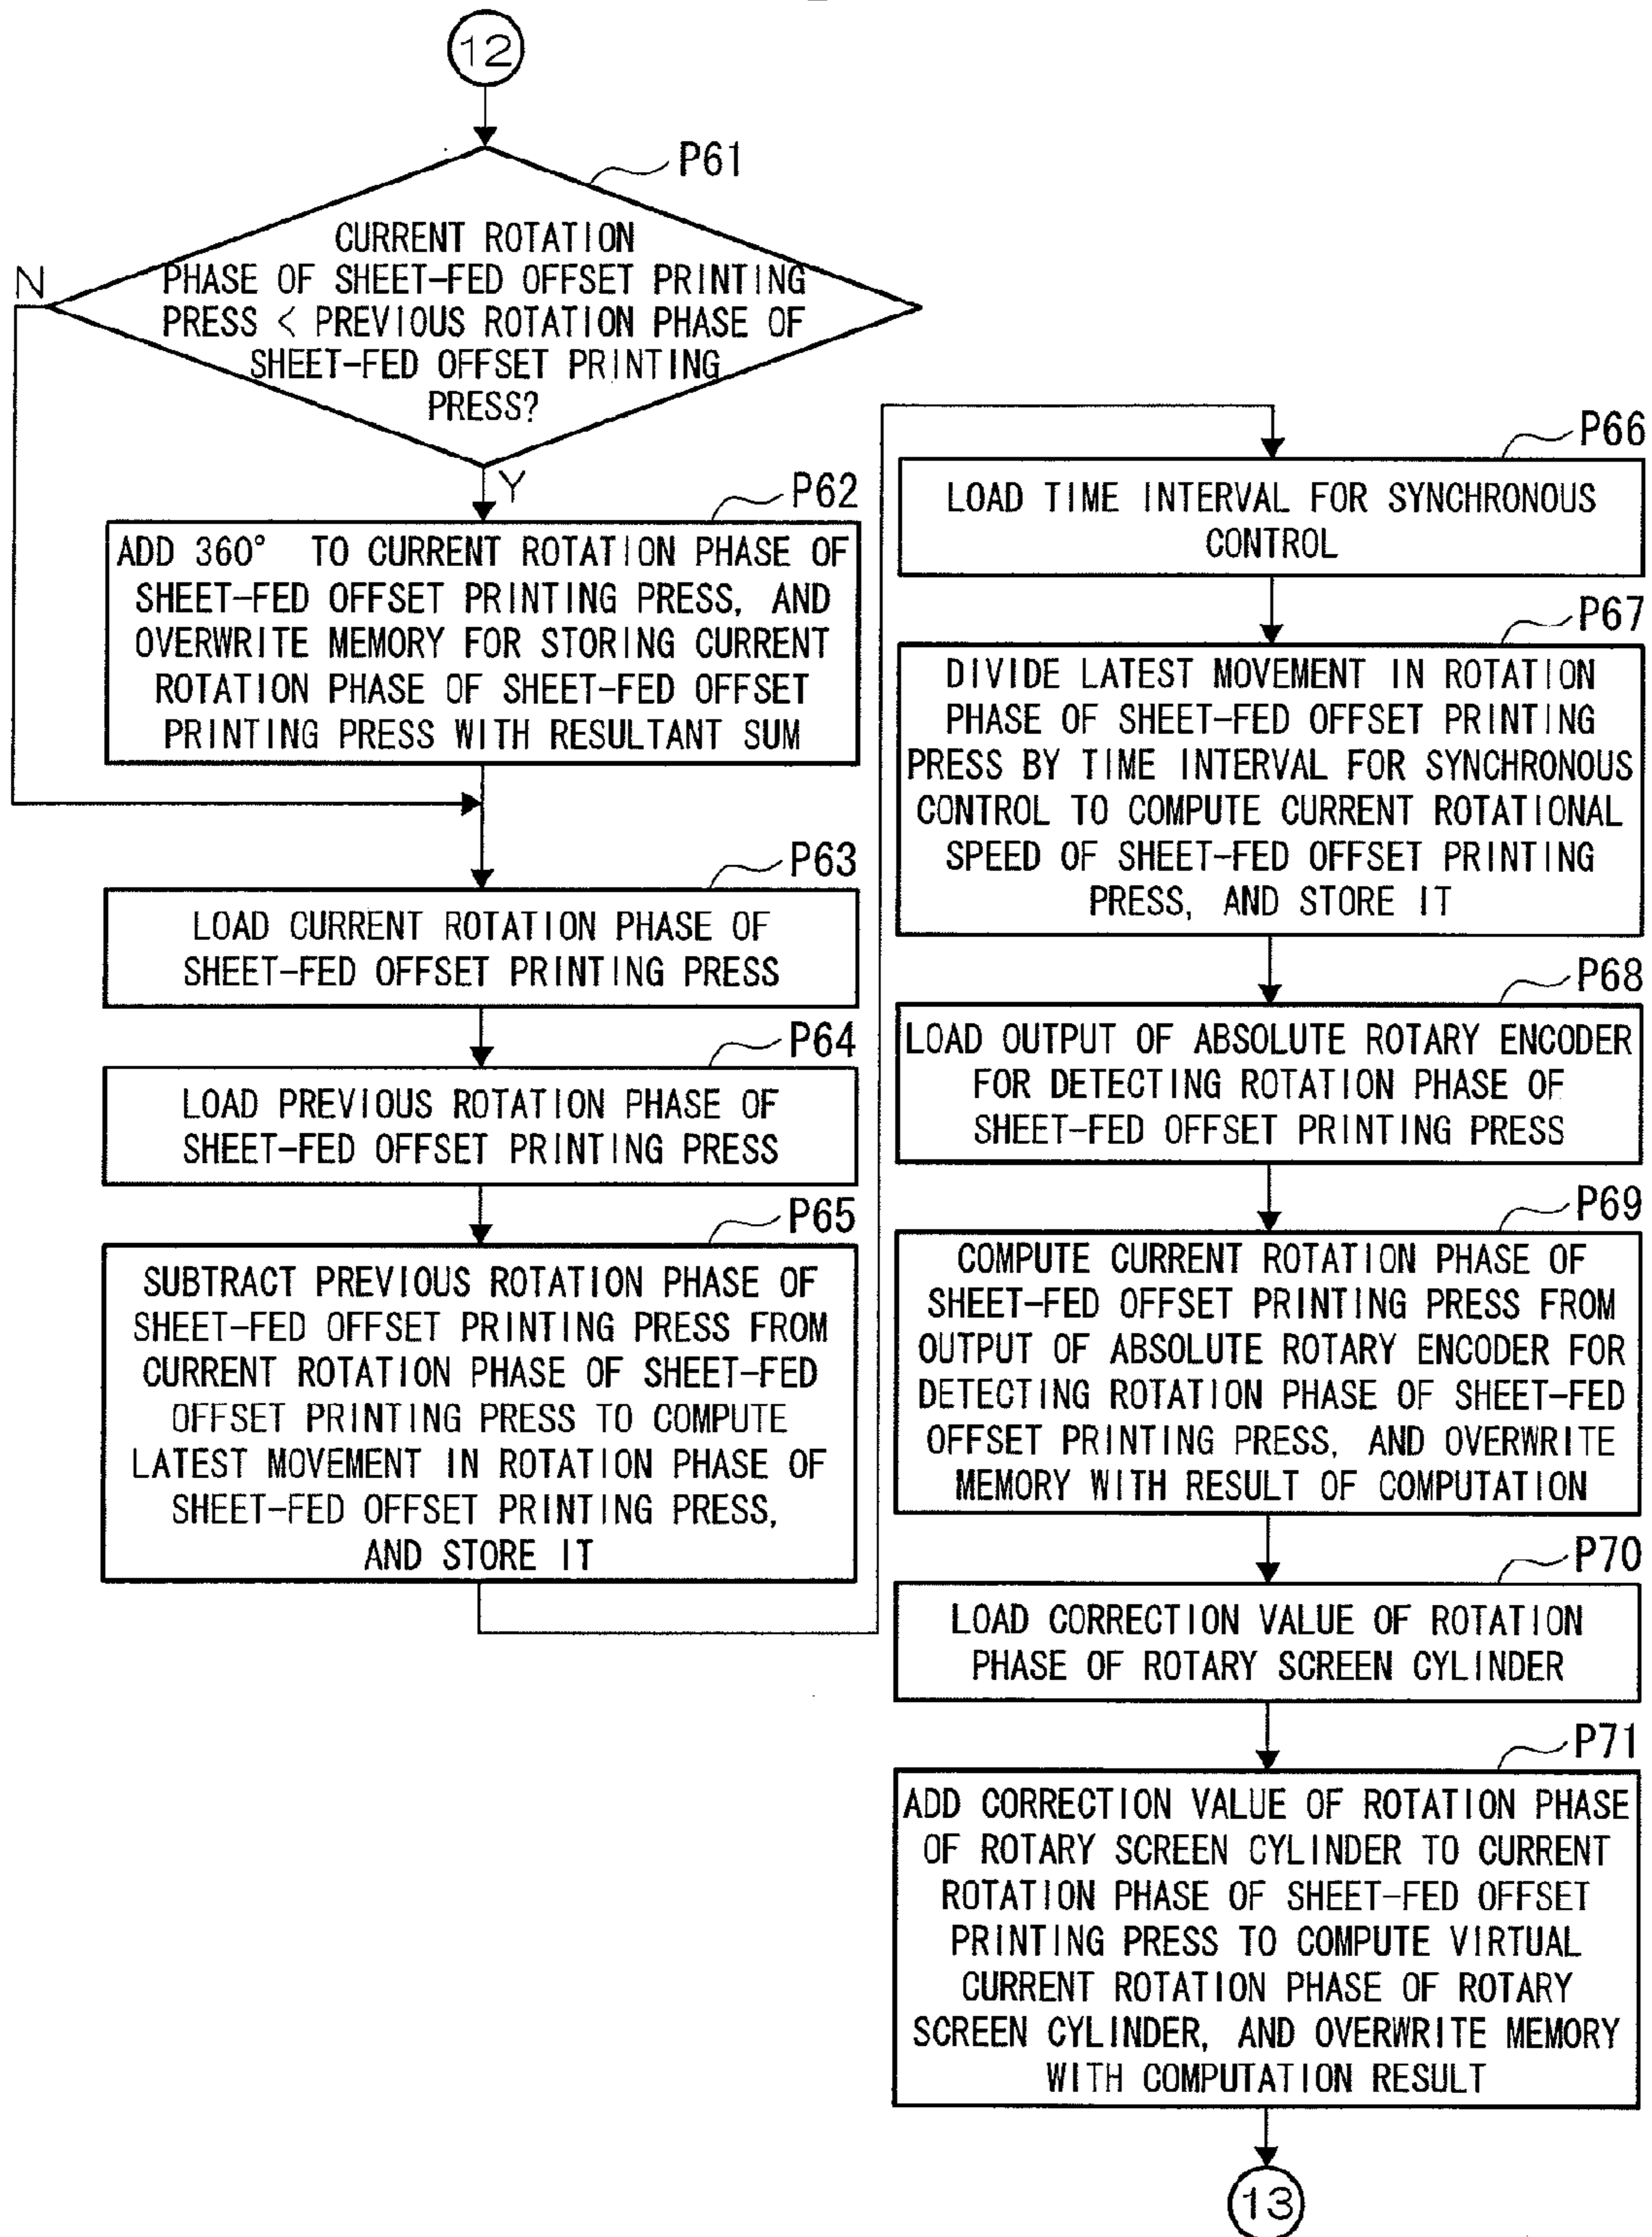 12
P61
CURRENT ROTATION
PHASE OF SHEET-FED OFFSET PRINTING
PRESS < PREVIOUS ROTATION PHASE OF
SHEET-FED OFFSET PRINTING
PRESS?
N
Y
P62
ADD 360° TO CURRENT ROTATION PHASE OF
SHEET-FED OFFSET PRINTING PRESS, AND
OVERWRITE MEMORY FOR STORING CURRENT
ROTATION PHASE OF SHEET-FED OFFSET
PRINTING PRESS WITH RESULTANT SUM
P63
LOAD CURRENT ROTATION PHASE OF
SHEET-FED OFFSET PRINTING PRESS
P64
LOAD PREVIOUS ROTATION PHASE OF
SHEET-FED OFFSET PRINTING PRESS
P65
SUBTRACT PREVIOUS ROTATION PHASE OF
SHEET-FED OFFSET PRINTING PRESS FROM
CURRENT ROTATION PHASE OF SHEET-FED
OFFSET PRINTING PRESS TO COMPUTE
LATEST MOVEMENT IN ROTATION PHASE OF
SHEET-FED OFFSET PRINTING PRESS,
AND STORE IT
P66
LOAD TIME INTERVAL FOR SYNCHRONOUS
CONTROL
P67
DIVIDE LATEST MOVEMENT IN ROTATION
PHASE OF SHEET-FED OFFSET PRINTING
PRESS BY TIME INTERVAL FOR SYNCHRONOUS
CONTROL TO COMPUTE CURRENT ROTATIONAL
SPEED OF SHEET-FED OFFSET PRINTING
PRESS, AND STORE IT
P68
LOAD OUTPUT OF ABSOLUTE ROTARY ENCODER
FOR DETECTING ROTATION PHASE OF
SHEET-FED OFFSET PRINTING PRESS
P69
COMPUTE CURRENT ROTATION PHASE OF
SHEET-FED OFFSET PRINTING PRESS FROM
OUTPUT OF ABSOLUTE ROTARY ENCODER FOR
DETECTING ROTATION PHASE OF SHEET-FED
OFFSET PRINTING PRESS, AND OVERWRITE
MEMORY WITH RESULT OF COMPUTATION
P70
LOAD CORRECTION VALUE OF ROTATION
PHASE OF ROTARY SCREEN CYLINDER
P71
ADD CORRECTION VALUE OF ROTATION PHASE
OF ROTARY SCREEN CYLINDER TO CURRENT
ROTATION PHASE OF SHEET-FED OFFSET
PRINTING PRESS TO COMPUTE VIRTUAL
CURRENT ROTATION PHASE OF ROTARY
SCREEN CYLINDER, AND OVERWRITE MEMORY
WITH COMPUTATION RESULT
13